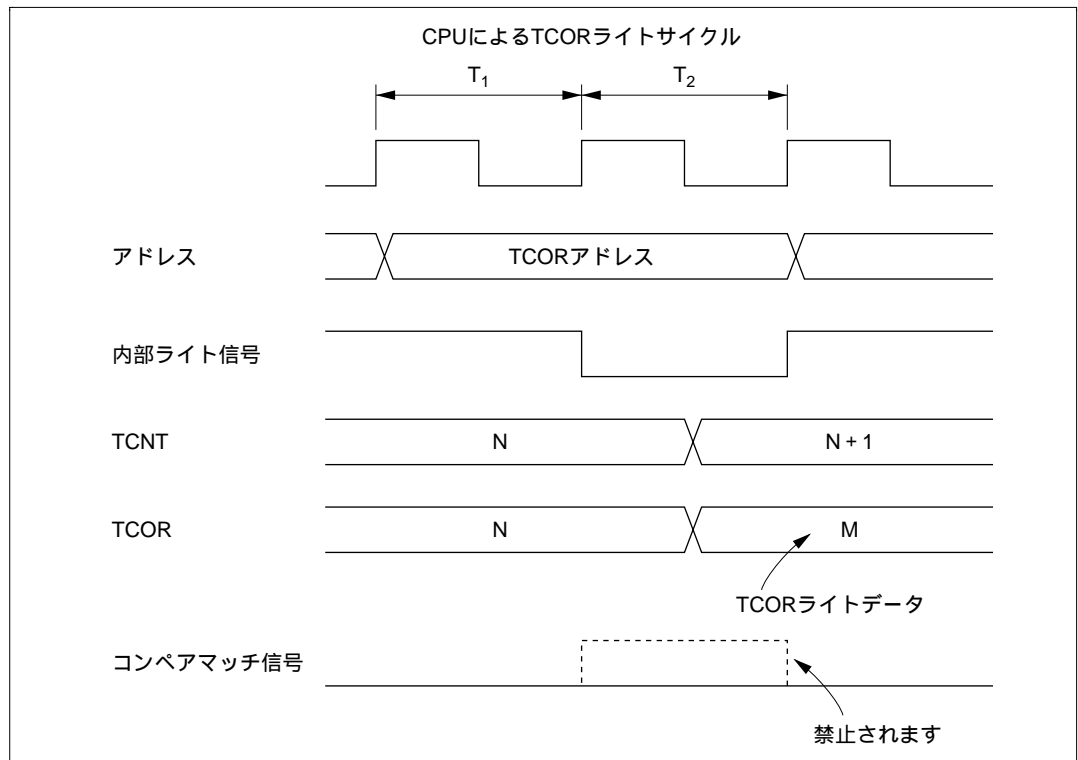 CPUによるTCORライトサイクル
T1 T2
アドレス TCORアドレス
内部ライト信号
TCNT N N + 1
TCOR N M
TCORライトデータ
コンペアマッチ信号
禁止されます